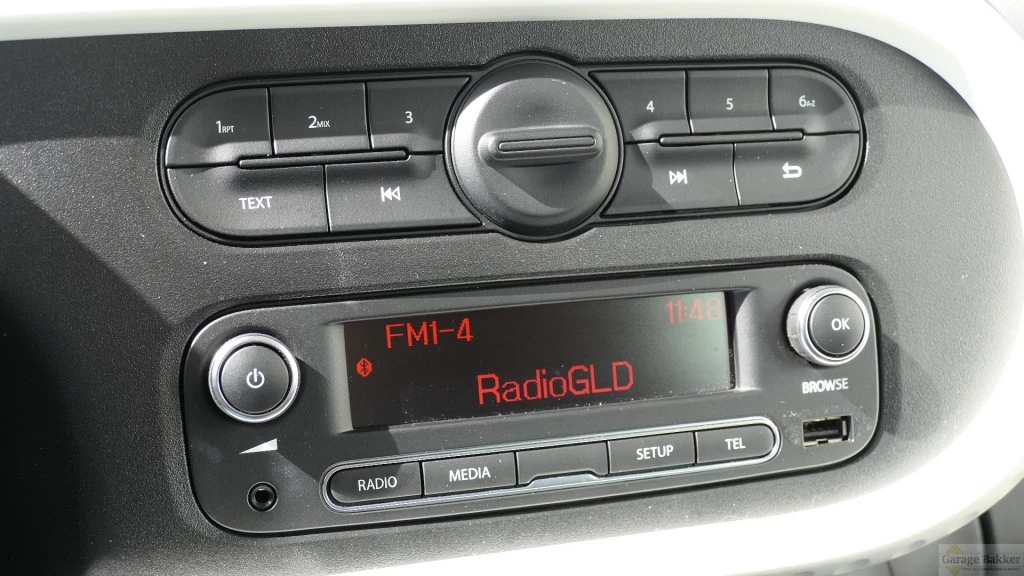 1RPT 2MIX 3 4 5 6A-Z
TEXT
FM1-4 11:48
RadioGLD
OK
BROWSE
RADIO MEDIA SETUP TEL
Garage Bakker